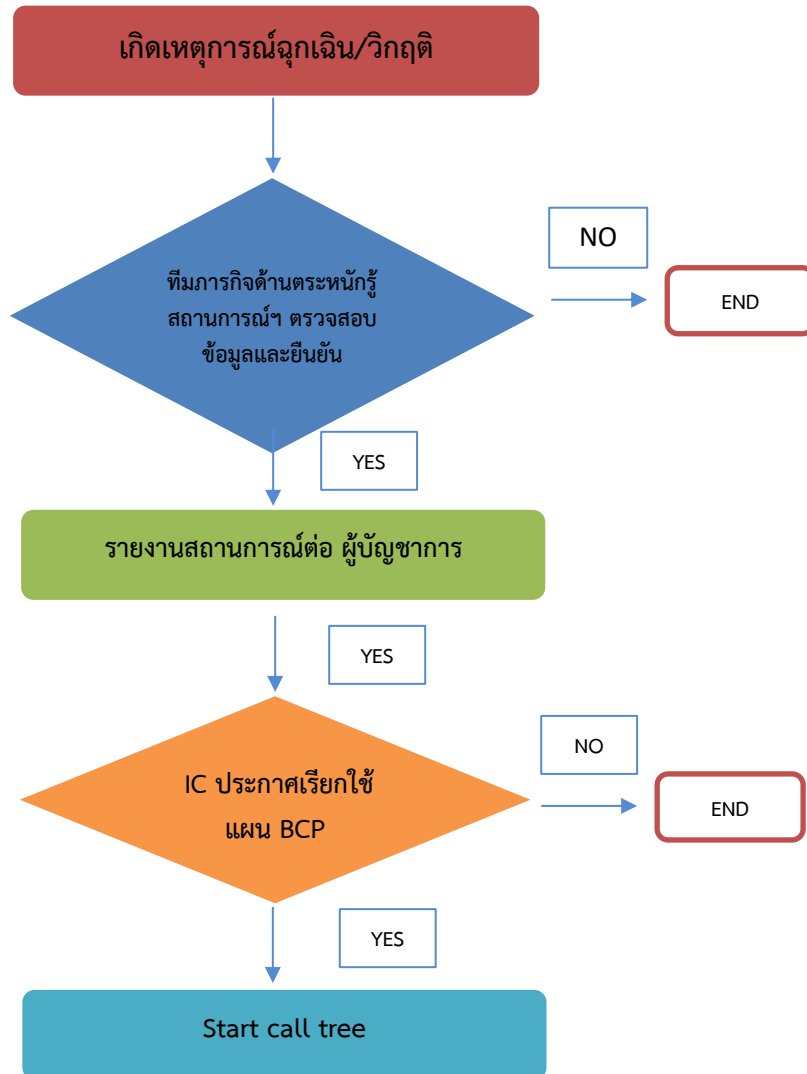 เกิดเหตุการณ์ฉุกเฉิน/วิกฤติ
ทีมภารกิจด้านตระหนักรู้
สถานการณ์ฯ ตรวจสอบ
ข้อมูลและยืนยัน
NO
END
YES
รายงานสถานการณ์ต่อ ผู้บัญชาการ
YES
IC ประกาศเรียกใช้
แผน BCP
NO
END
YES
Start call tree